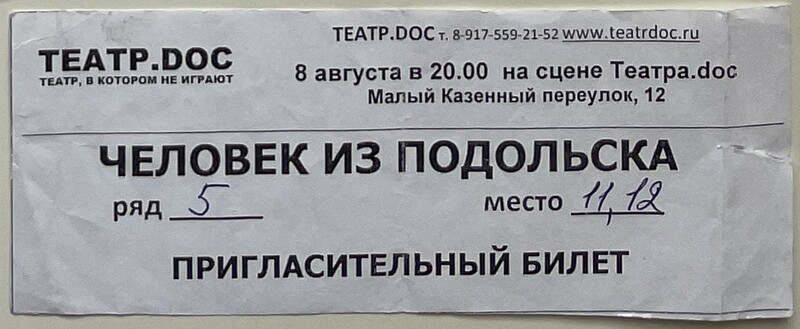 ТЕАТР.DOC
ТЕАТР, В КОТОРОМ НЕ ИГРАЮТ
ТЕАТР.DOC т. 8-917-559-21-52 www.teatrdoc.ru
8 августа в 20.00 на сцене Театра.doc
Малый Казенный переулок, 12
ЧЕЛОВЕК ИЗ ПОДОЛЬСКА
ряд 5 место 11, 12
ПРИГЛАСИТЕЛЬНЫЙ БИЛЕТ